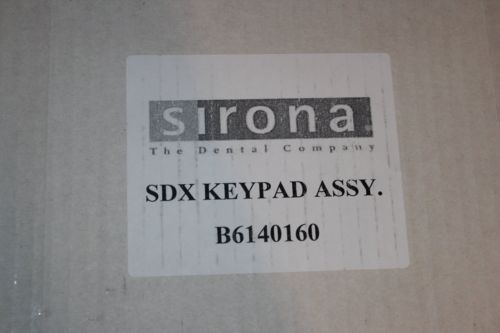 sirona.
The Dental Company
SDX KEYPAD ASSY.
B6140160